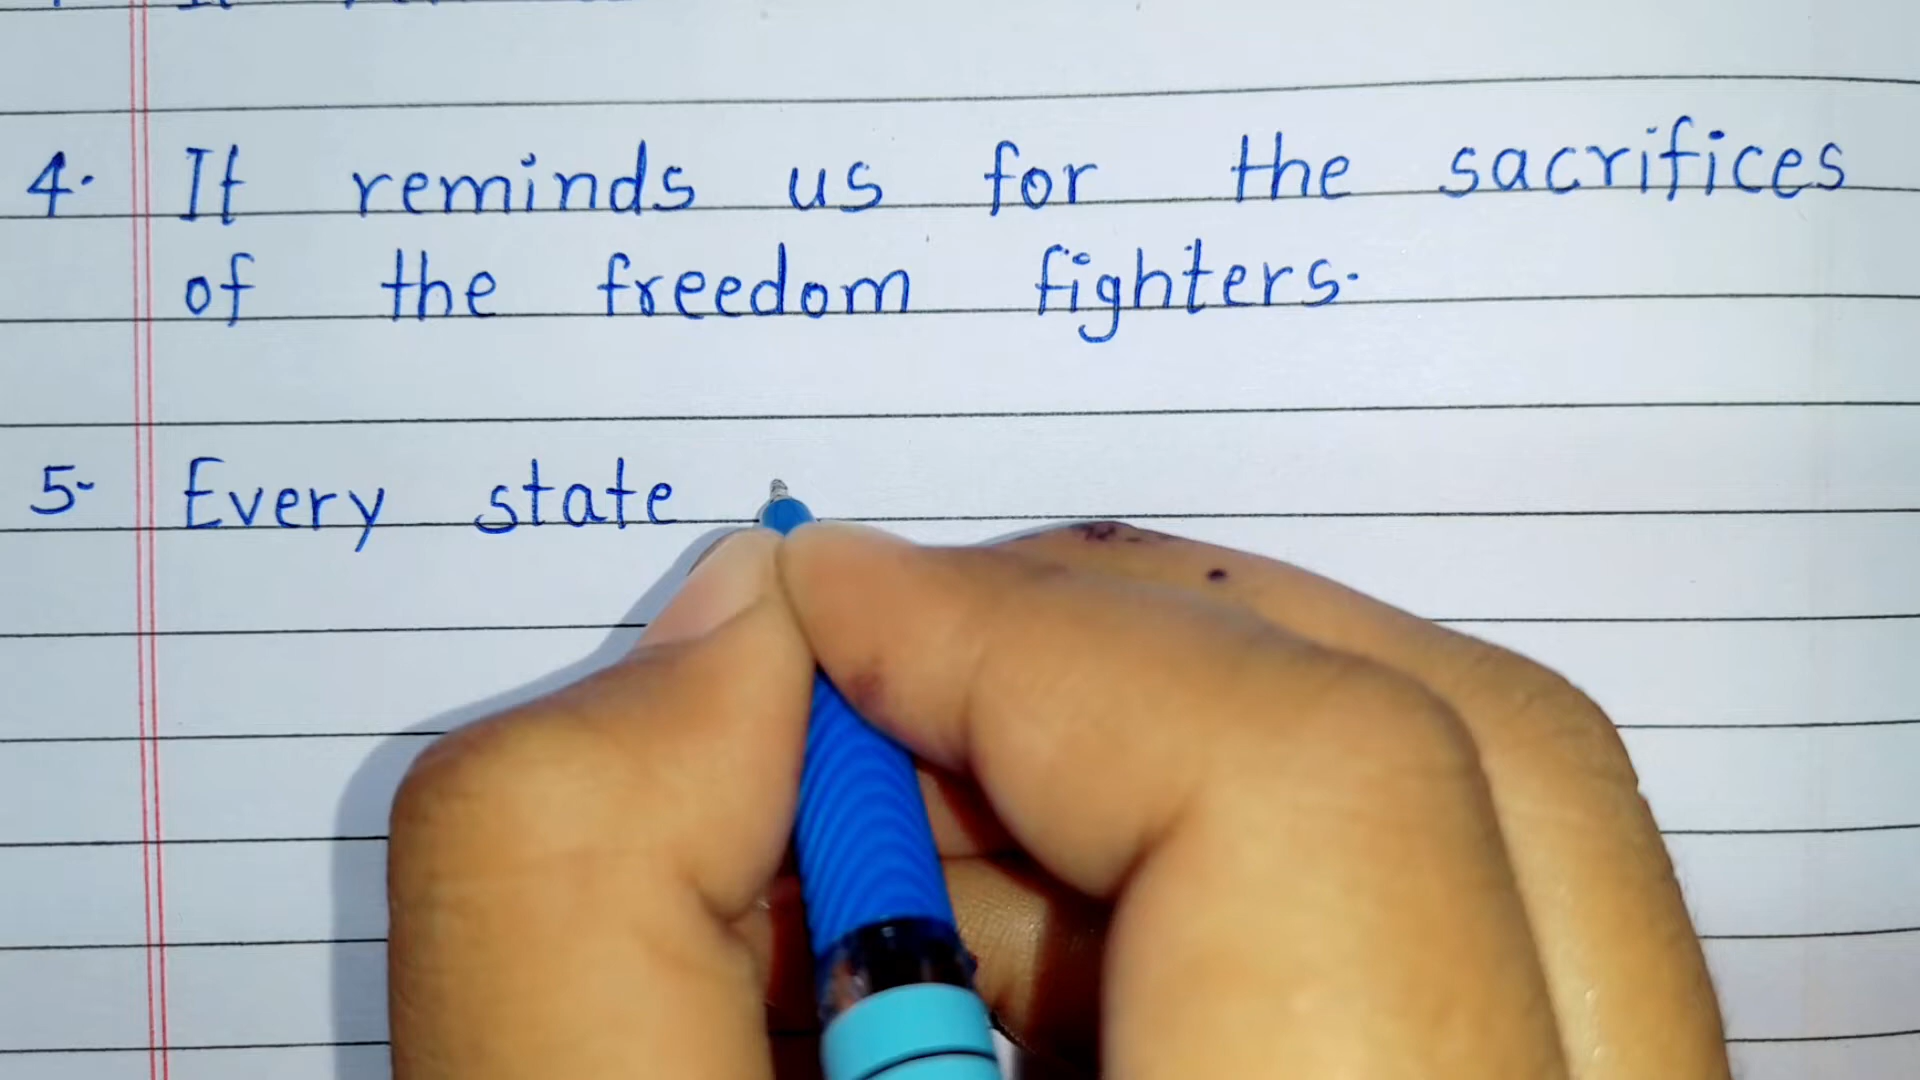 4. It reminds us for the sacrifices
of the freedom fighters.
5- Every state